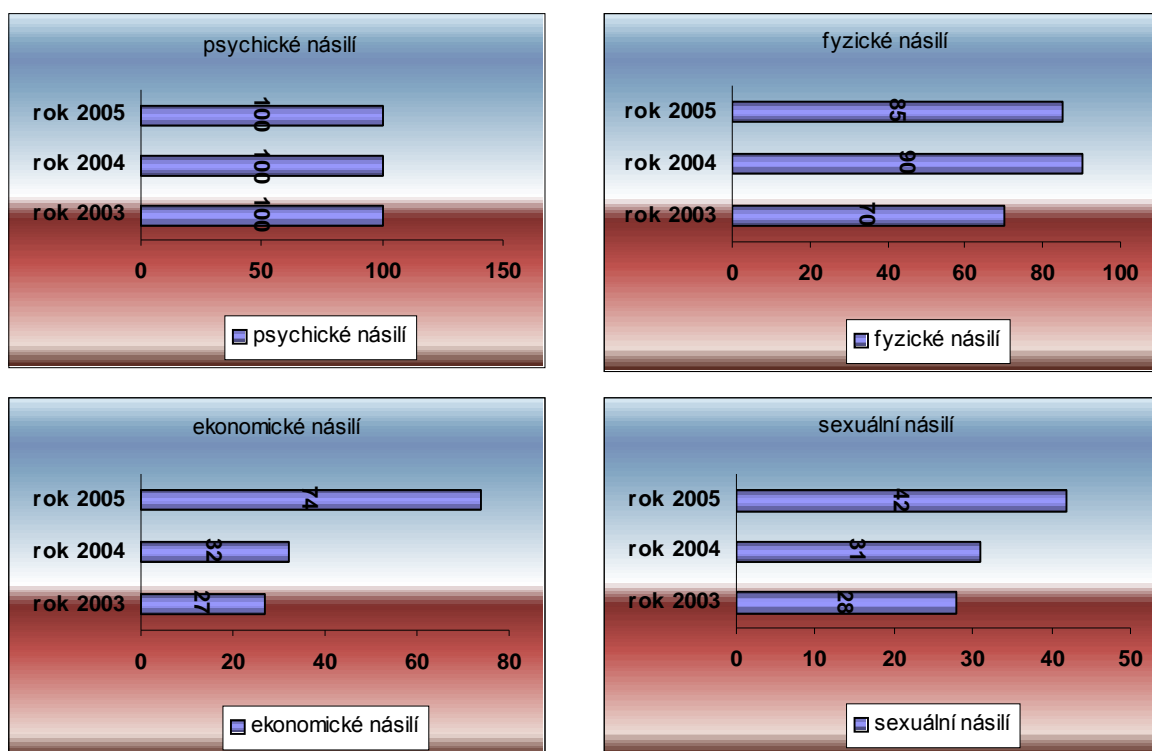 psychické násilí
rok 2005
100
rok 2004
100
rok 2003
100
0 50 100 150
psychické násilí
fyzické násilí
rok 2005
85
rok 2004
90
rok 2003
70
0 20 40 60 80 100
fyzické násilí
ekonomické násilí
rok 2005
74
rok 2004
32
rok 2003
27
0 20 40 60 80
ekonomické násilí
sexuální násilí
rok 2005
42
rok 2004
31
rok 2003
28
0 10 20 30 40 50
sexuální násilí